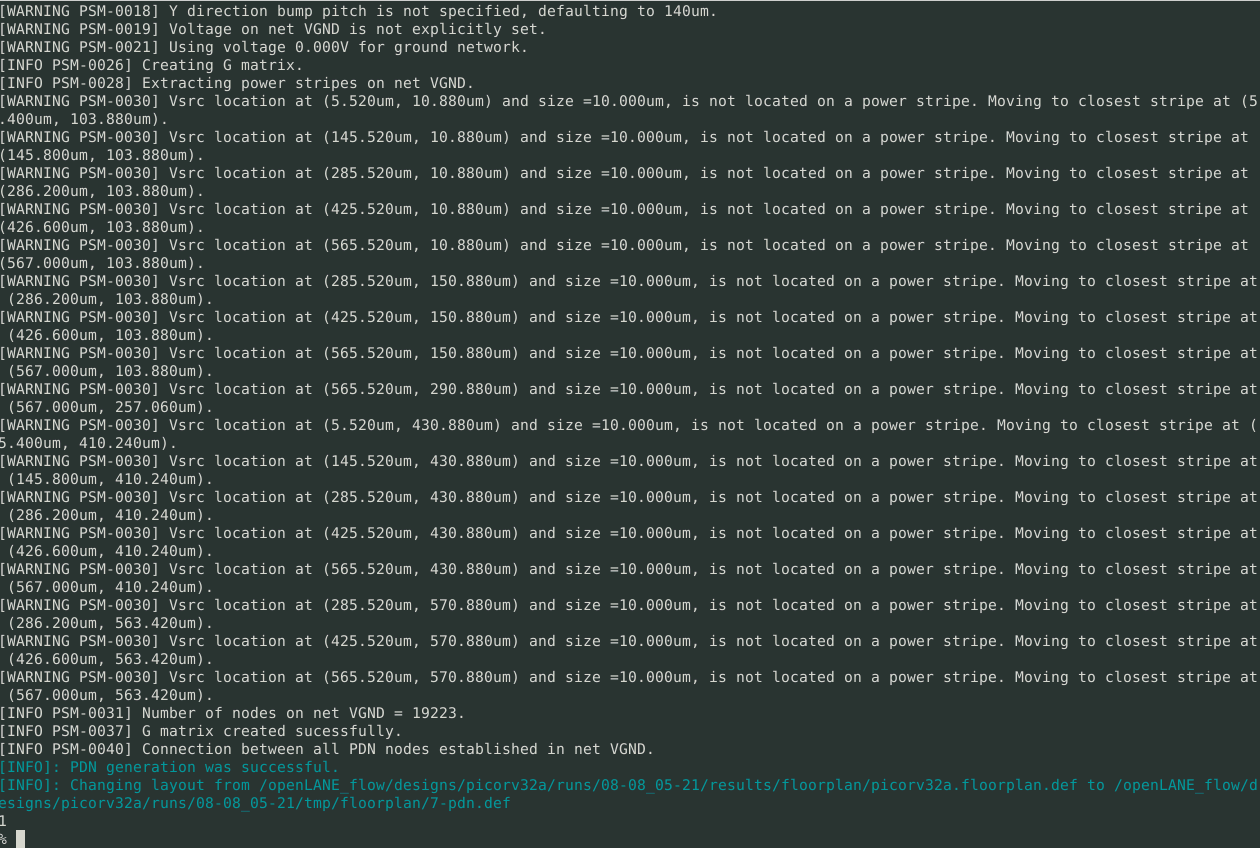 [WARNING PSM-0018] Y direction bump pitch is not specified, defaulting to 140um.
[WARNING PSM-0019] Voltage on net VGND is not explicitly set.
[WARNING PSM-0021] Using voltage 0.000V for ground network.
[INFO PSM-0026] Creating G matrix.
[INFO PSM-0028] Extracting power stripes on net VGND.
[WARNING PSM-0030] Vsrc location at (5.520um, 10.880um) and size =10.000um, is not located on a power stripe. Moving to closest stripe at (5
.400um, 103.880um).
[WARNING PSM-0030] Vsrc location at (145.520um, 10.880um) and size =10.000um, is not located on a power stripe. Moving to closest stripe at
(145.800um, 103.880um).
[WARNING PSM-0030] Vsrc location at (285.520um, 10.880um) and size =10.000um, is not located on a power stripe. Moving to closest stripe at
(286.200um, 103.880um).
[WARNING PSM-0030] Vsrc location at (425.520um, 10.880um) and size =10.000um, is not located on a power stripe. Moving to closest stripe at
(426.600um, 103.880um).
[WARNING PSM-0030] Vsrc location at (565.520um, 10.880um) and size =10.000um, is not located on a power stripe. Moving to closest stripe at
(567.000um, 103.880um).
[WARNING PSM-0030] Vsrc location at (285.520um, 150.880um) and size =10.000um, is not located on a power stripe. Moving to closest stripe at
 (286.200um, 103.880um).
[WARNING PSM-0030] Vsrc location at (425.520um, 150.880um) and size =10.000um, is not located on a power stripe. Moving to closest stripe at
 (426.600um, 103.880um).
[WARNING PSM-0030] Vsrc location at (565.520um, 150.880um) and size =10.000um, is not located on a power stripe. Moving to closest stripe at
 (567.000um, 103.880um).
[WARNING PSM-0030] Vsrc location at (565.520um, 290.880um) and size =10.000um, is not located on a power stripe. Moving to closest stripe at
 (567.000um, 257.060um).
[WARNING PSM-0030] Vsrc location at (5.520um, 430.880um) and size =10.000um, is not located on a power stripe. Moving to closest stripe at (
5.400um, 410.240um).
[WARNING PSM-0030] Vsrc location at (145.520um, 430.880um) and size =10.000um, is not located on a power stripe. Moving to closest stripe at
 (145.800um, 410.240um).
[WARNING PSM-0030] Vsrc location at (285.520um, 430.880um) and size =10.000um, is not located on a power stripe. Moving to closest stripe at
 (286.200um, 410.240um).
[WARNING PSM-0030] Vsrc location at (425.520um, 430.880um) and size =10.000um, is not located on a power stripe. Moving to closest stripe at
 (426.600um, 410.240um).
[WARNING PSM-0030] Vsrc location at (565.520um, 430.880um) and size =10.000um, is not located on a power stripe. Moving to closest stripe at
 (567.000um, 410.240um).
[WARNING PSM-0030] Vsrc location at (285.520um, 570.880um) and size =10.000um, is not located on a power stripe. Moving to closest stripe at
 (286.200um, 563.420um).
[WARNING PSM-0030] Vsrc location at (425.520um, 570.880um) and size =10.000um, is not located on a power stripe. Moving to closest stripe at
 (426.600um, 563.420um).
[WARNING PSM-0030] Vsrc location at (565.520um, 570.880um) and size =10.000um, is not located on a power stripe. Moving to closest stripe at
 (567.000um, 563.420um).
[INFO PSM-0031] Number of nodes on net VGND = 19223.
[INFO PSM-0037] G matrix created sucessfully.
[INFO PSM-0040] Connection between all PDN nodes established in net VGND.
[INFO]: PDN generation was successful.
[INFO]: Changing layout from /openLANE_flow/designs/picorv32a/runs/08-08_05-21/results/floorplan/picorv32a.floorplan.def to /openLANE_flow/d
esigns/picorv32a/runs/08-08_05-21/tmp/floorplan/7-pdn.def
1
%